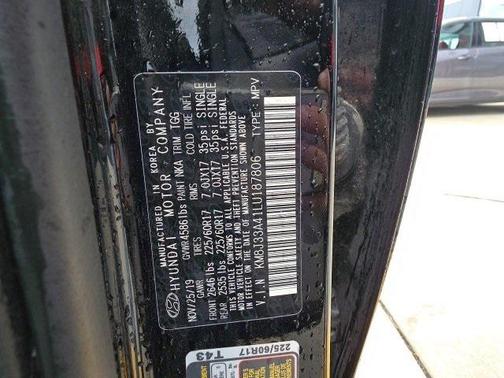 MANUFACTURED IN KOREA BY
HYUNDAI MOTOR COMPANY
NOV/25/19 GVWR 4586 lbs PAINT NKA TRIM TGG
GAWR TIRES RIMS COLD TIRE INFL.
FRONT 2646 lbs 225/60R17 7.0JX17 35psi SINGLE
REAR 2535 lbs 225/60R17 7.0JX17 35psi SINGLE
THIS VEHICLE CONFORMS TO ALL APPLICABLE U.S.A. FEDERAL
MOTOR VEHICLE SAFETY, BUMPER, AND THEFT PREVENTION STANDARDS
IN EFFECT ON THE DATE OF MANUFACTURE SHOWN ABOVE
V.I.N : KM8J33A41LU187806 TYPE : MPV
225/60R17
T43